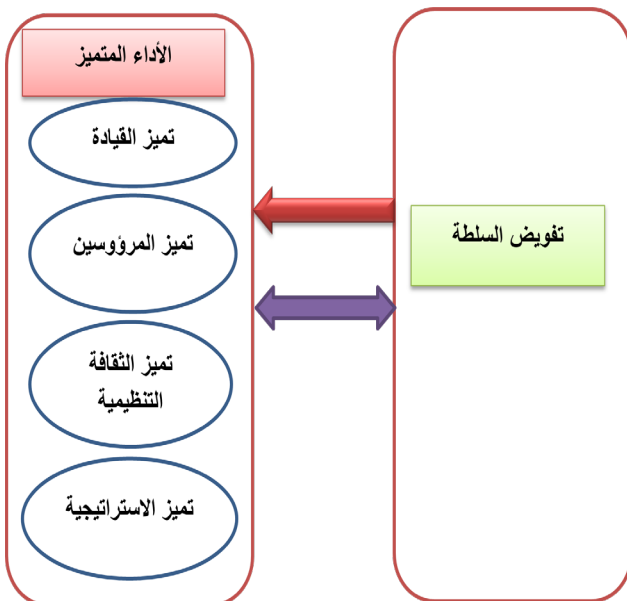 الأداء المتميز
تميز القيادة
تميز المرؤوسين
تميز الثقافة
التنظيمية
تميز الاستراتيجية
تفويض السلطة